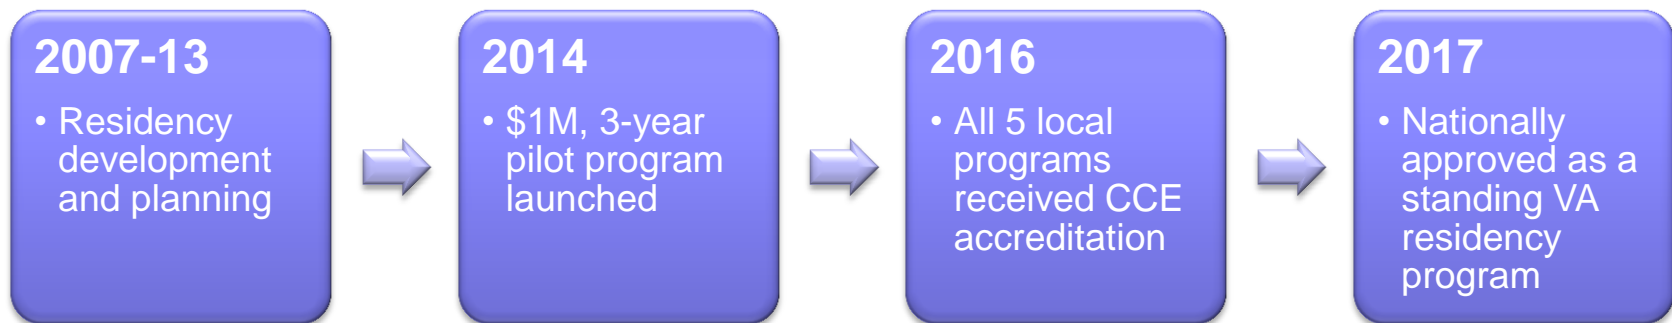 2007-13
• Residency
development
and planning
2014
• $1M, 3-year
pilot program
launched
2016
• All 5 local
programs
received CCE
accreditation
2017
• Nationally
approved as a
standing VA
residency
program